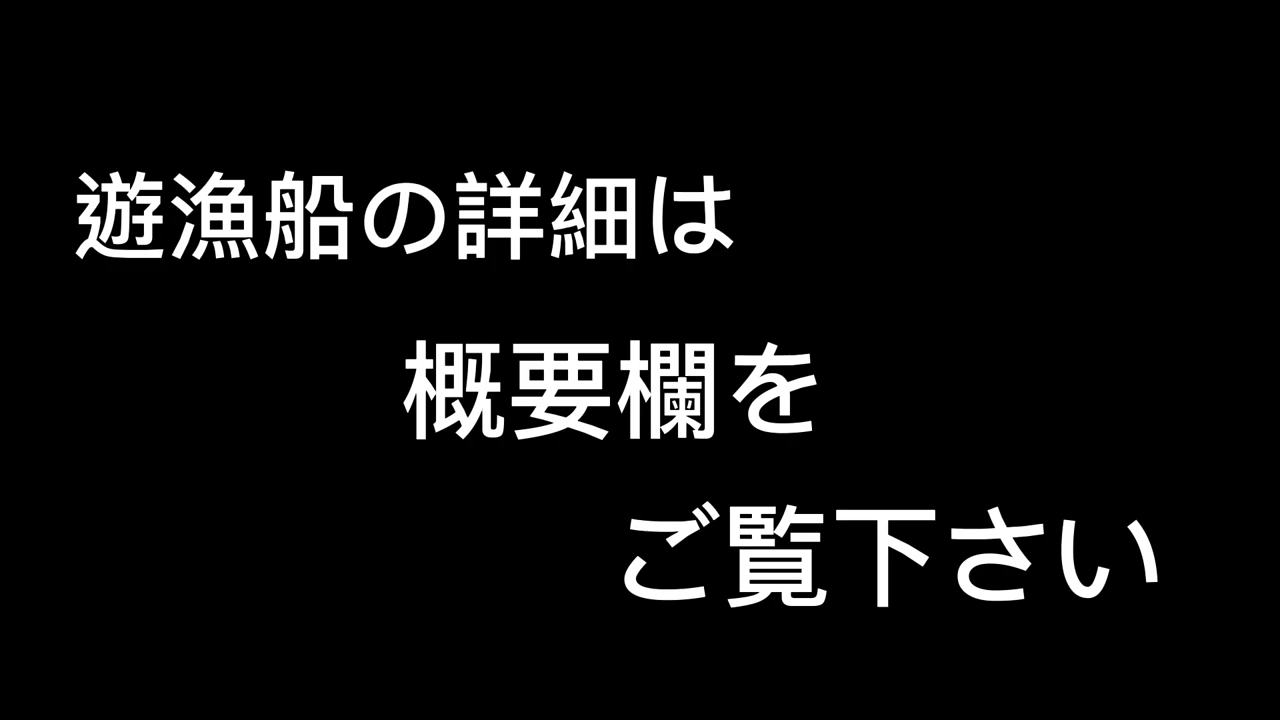 遊漁船の詳細は
概要欄を
ご覧下さい